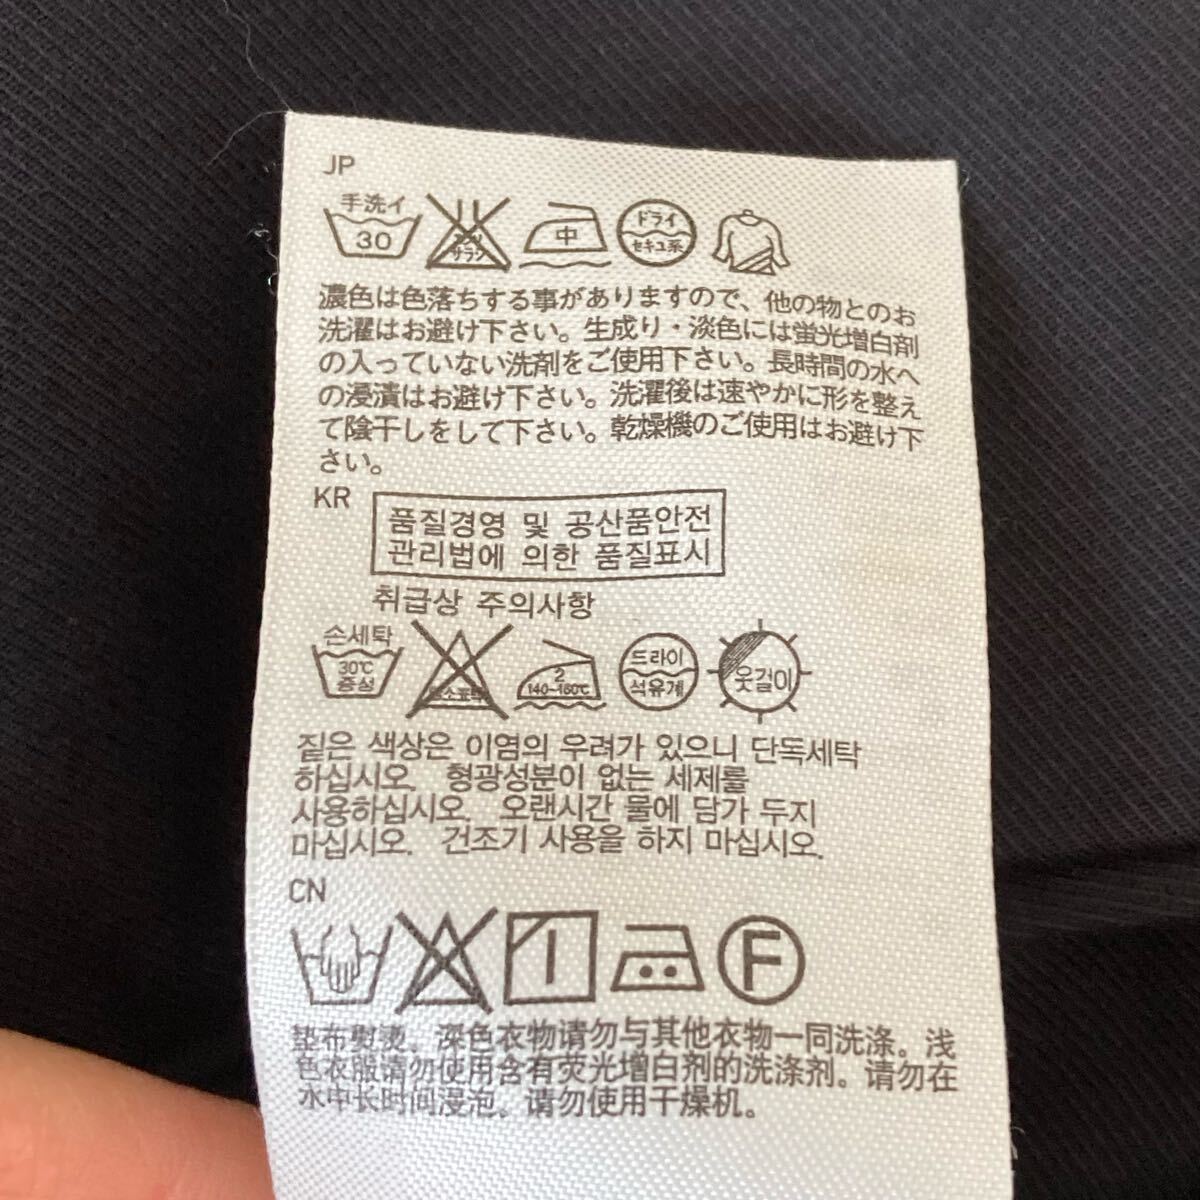 JP
手洗イ
30
中
ドライ
セキユ系
濃色は色落ちする事がありますので、他の物とのお
洗濯はお避け下さい。生成り・淡色には蛍光増白剤
の入っていない洗剤をご使用下さい。長時間の水へ
の浸漬はお避け下さい。洗濯後は速やかに形を整え
て陰干しをして下さい。乾燥機のご使用はお避け下
さい。
KR
품질경영 및 공산품안전
관리법에 의한 품질표시
취급상 주의사항
손세탁
30℃
중성
2
140~160℃
드라이
석유계
옷걸이
짙은 색상은 이염의 우려가 있으니 단독세탁
하십시오. 형광성분이 없는 세제를
사용하십시오. 오랜시간 물에 담가 두지
마십시오. 건조기 사용을 하지 마십시오.
CN
F
垫布熨烫。深色衣物请勿与其他衣物一同洗涤。浅
色衣服请勿使用含有荧光增白剂的洗涤剂。请勿在
水中长时间浸泡。请勿使用干燥机。